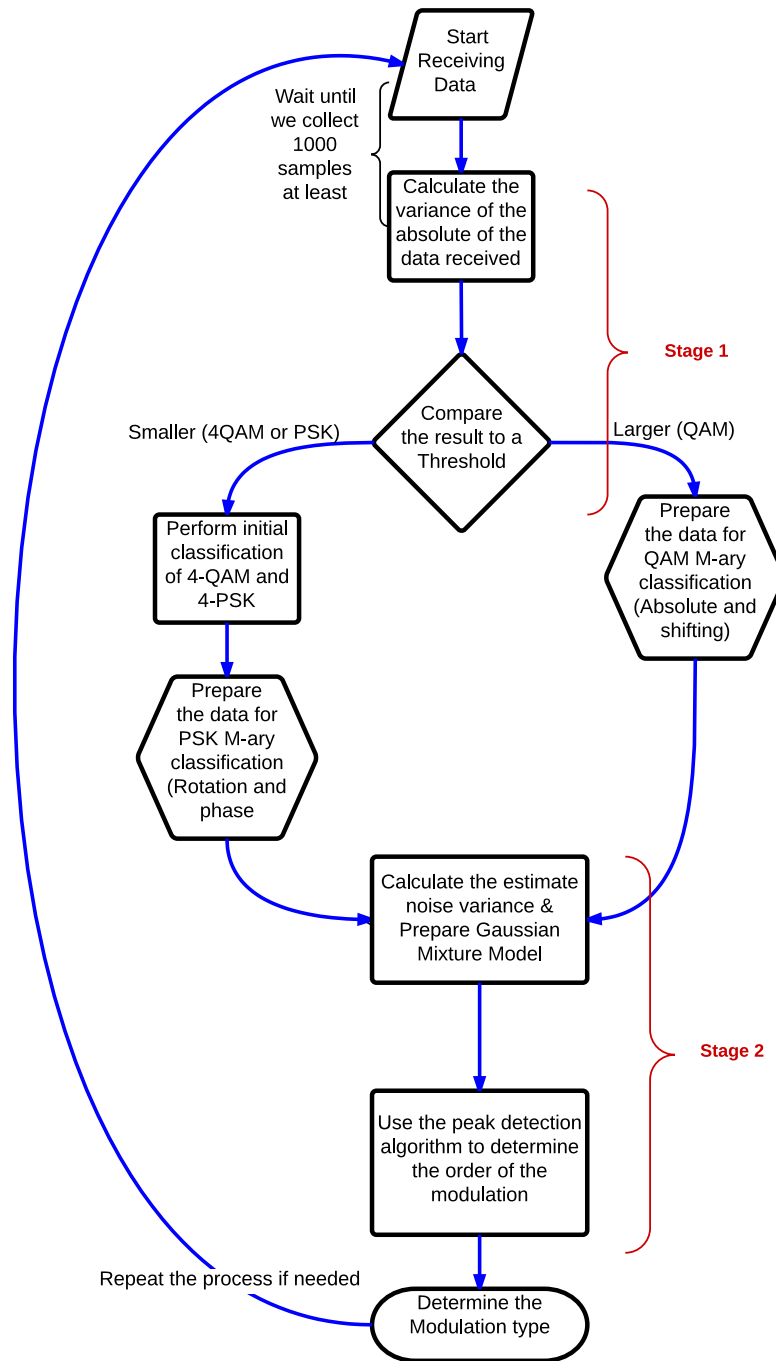 Start
Receiving
Data
Wait until
we collect
1000
samples
at least
Calculate the
variance of the
absolute of the
data received
Stage 1
Compare
the result to a
Threshold
Smaller (4QAM or PSK)
Larger (QAM)
Perform initial
classification
of 4-QAM and
4-PSK
Prepare
the data for
QAM M-ary
classification
(Absolute and
shifting)
Prepare
the data for
PSK M-ary
classification
(Rotation and
phase
Calculate the estimate
noise variance &
Prepare Gaussian
Mixture Model
Stage 2
Use the peak detection
algorithm to determine
the order of the
modulation
Repeat the process if needed
Determine the
Modulation type